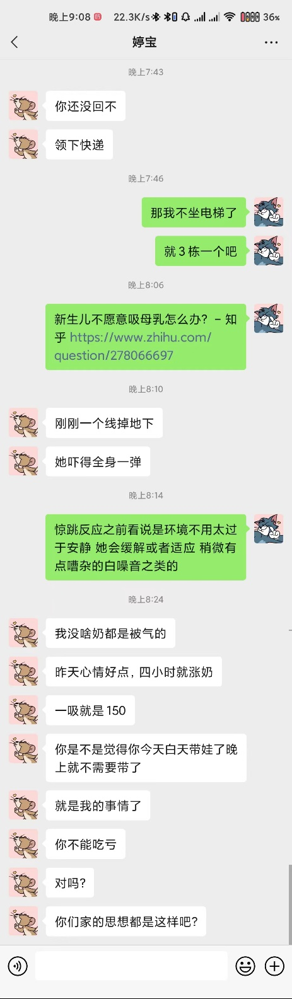 晚上9:08 22.3K/s 36%
婷宝
晚上7:43
你还没回不
领下快递
晚上7:46
那我不坐电梯了
就3栋一个吧
晚上8:06
新生儿不愿意吸母乳怎么办？- 知
乎 https://www.zhihu.com/
question/278066697
晚上8:10
刚刚一个线掉地下
她吓得全身一弹
晚上8:14
惊跳反应之前看说是环境不用太过
于安静 她会缓解或者适应 稍微有
点嘈杂的白噪音之类的
晚上8:24
我没啥奶都是被气的
昨天心情好点，四小时就涨奶
一吸就是150
你是不是觉得你今天白天带娃了晚
上就不需要带了
就是我的事情了
你不能吃亏
对吗?
你们家的思想都是这样吧?